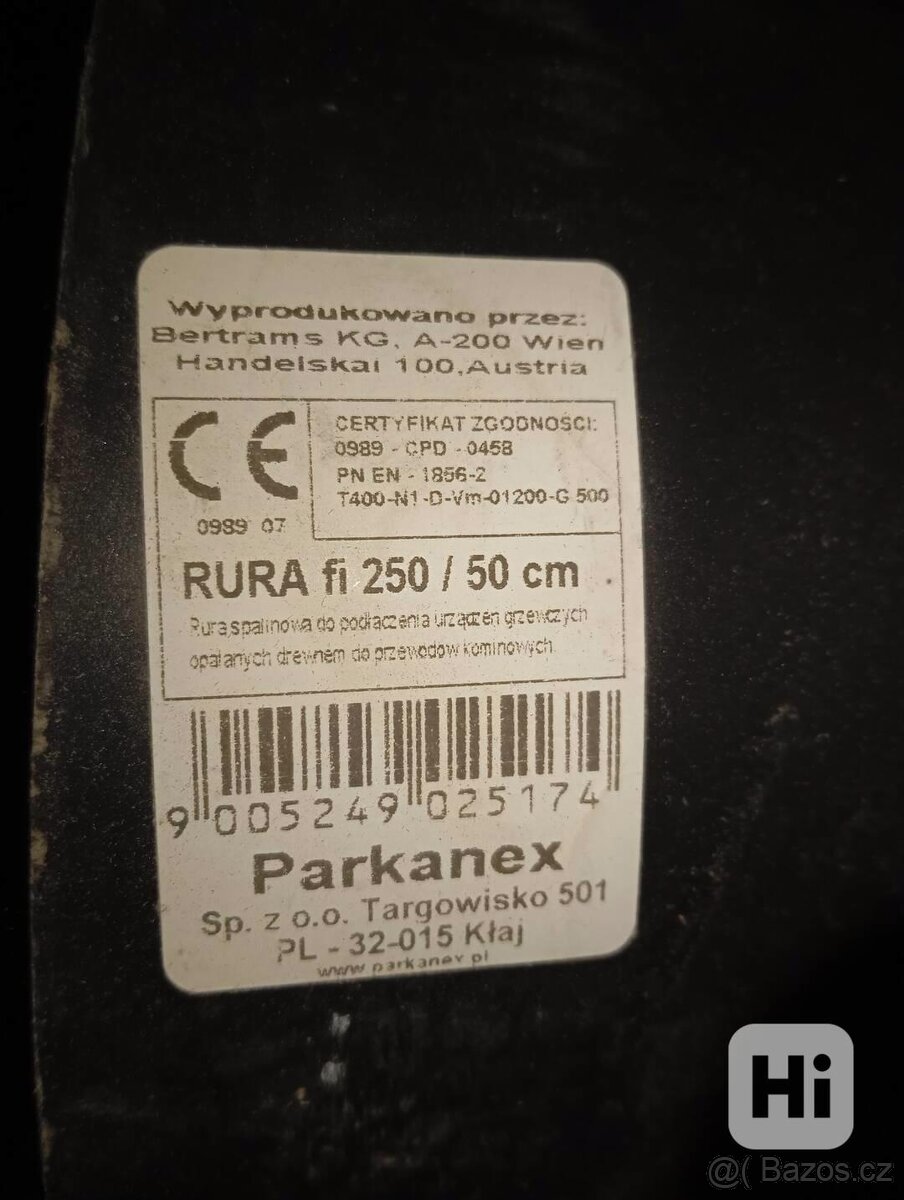 Wyprodukowano przez:
Bertrams KG, A-200 Wien
Handelskai 100,Austria
CE
0989 07
CERTYFIKAT ZGODNOŚCI:
0989 - CPD - 0458
PN EN - 1856-2
T400-N1-D-Vm-01200-G 500
RURA fi 250 / 50 cm
Rura spalinowa do podłączenia urządzeń grzewczych
opalanych drewnem do przewodów kominowych.
9 005249 025174
Parkanex
Sp. z o.o. Targowisko 501
PL - 32-015 Kłaj
www.parkanex.pl
Hi
@( Bazos.cz